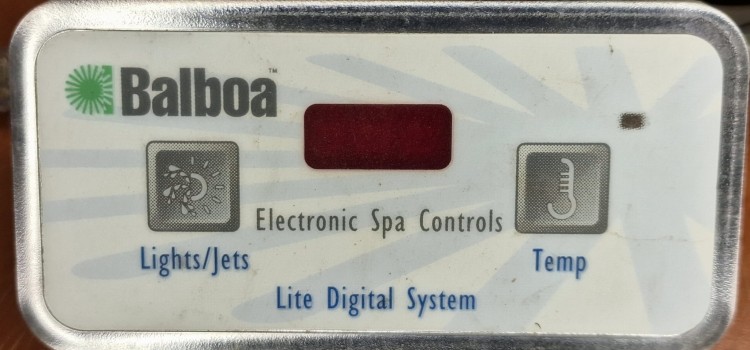 Balboa™
Electronic Spa Controls
Lights/Jets
Temp
Lite Digital System